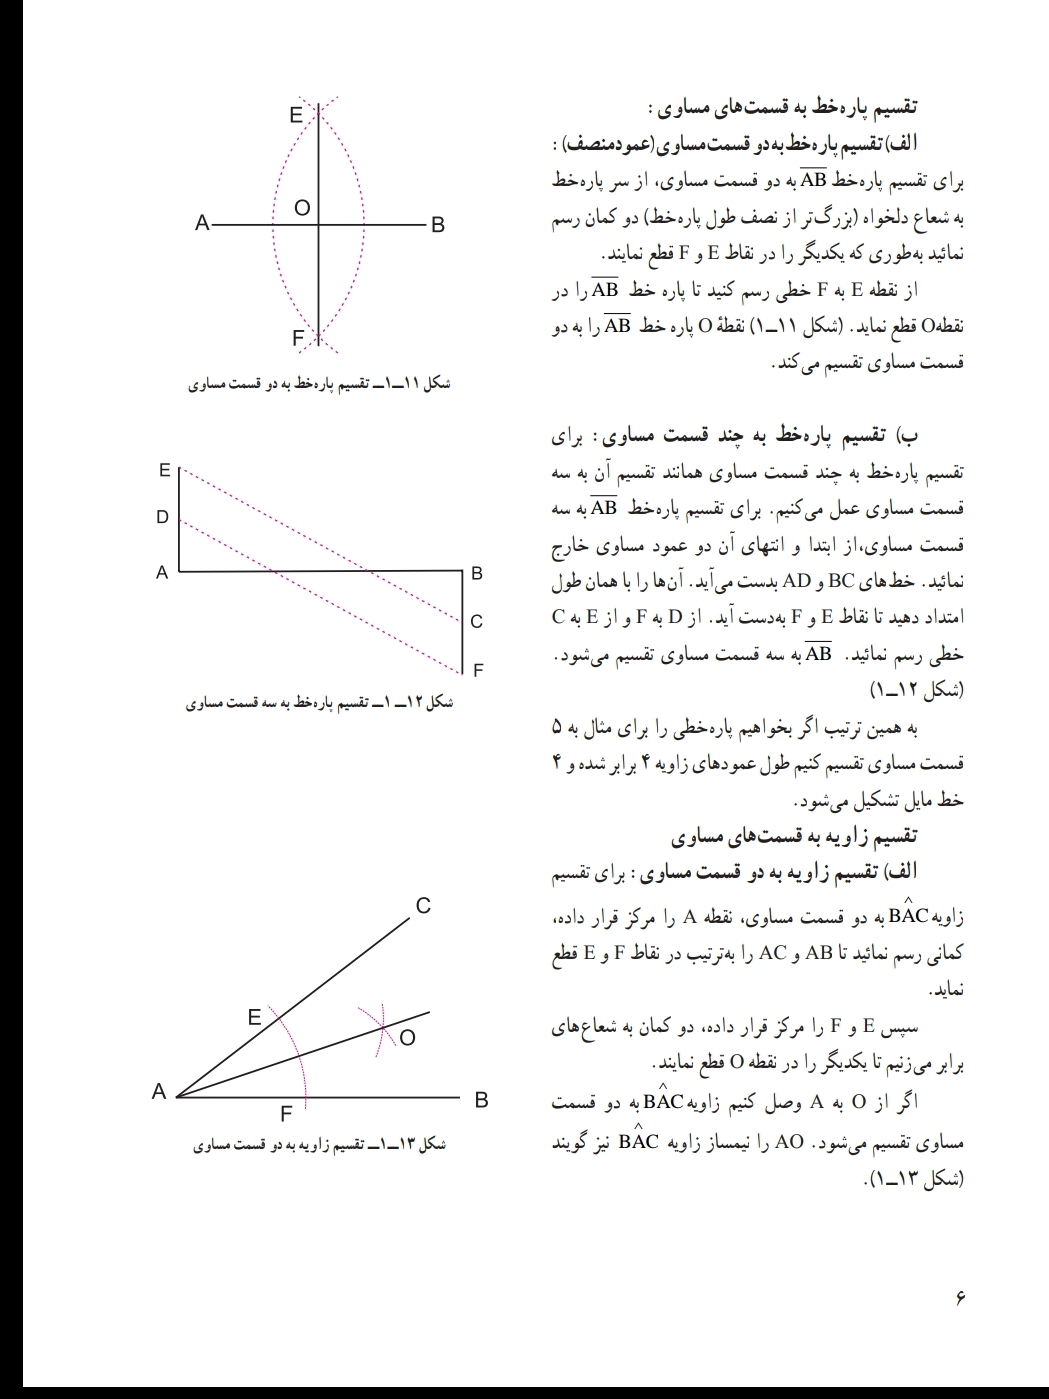 تقسیم پاره‌خط به قسمت‌های مساوی :
الف) تقسیم پاره‌خط به دو قسمت مساوی (عمودمنصف) :
برای تقسیم پاره‌خط AB به دو قسمت مساوی، از سر پاره‌خط
به شعاع دلخواه (بزرگ‌تر از نصف طول پاره‌خط) دو کمان رسم
نمائید به‌طوری که یکدیگر را در نقاط E و F قطع نمایند.
از نقطه E به F خطی رسم کنید تا پاره خط AB را در
نقطه O قطع نماید. (شکل ۱۱ــ۱) نقطهٔ O پاره خط AB را به دو
قسمت مساوی تقسیم می‌کند.
E
O
A
B
F
شکل ۱۱ــ۱ــ تقسیم پاره‌خط به دو قسمت مساوی
ب) تقسیم پاره‌خط به چند قسمت مساوی : برای
تقسیم پاره‌خط به چند قسمت مساوی همانند تقسیم آن به سه
قسمت مساوی عمل می‌کنیم. برای تقسیم پاره‌خط AB به سه
قسمت مساوی،از ابتدا و انتهای آن دو عمود مساوی خارج
نمائید. خط‌های BC و AD بدست می‌آید. آن‌ها را با همان طول
امتداد دهید تا نقاط E و F به‌دست آید. از D به F و از E به C
خطی رسم نمائید. AB به سه قسمت مساوی تقسیم می‌شود.
(شکل ۱۲ــ۱)
به همین ترتیب اگر بخواهیم پاره‌خطی را برای مثال به ۵
قسمت مساوی تقسیم کنیم طول عمودهای زاویه ۴ برابر شده و ۴
خط مایل تشکیل می‌شود.
E
D
A
B
C
F
شکل ۱۲ــ ۱ــ تقسیم پاره‌خط به سه قسمت مساوی
تقسیم زاویه به قسمت‌های مساوی
الف) تقسیم زاویه به دو قسمت مساوی : برای تقسیم
زاویه BÂC به دو قسمت مساوی، نقطه A را مرکز قرار داده،
کمانی رسم نمائید تا AB و AC را به‌ترتیب در نقاط F و E قطع
نماید.
سپس E و F را مرکز قرار داده، دو کمان به شعاع‌های
برابر می‌زنیم تا یکدیگر را در نقطه O قطع نمایند.
اگر از O به A وصل کنیم زاویه BÂC به دو قسمت
مساوی تقسیم می‌شود. AO را نیمساز زاویه BÂC نیز گویند
(شکل ۱۳ــ۱).
C
E
O
A
B
F
شکل ۱۳ــ۱ــ تقسیم زاویه به دو قسمت مساوی
۶